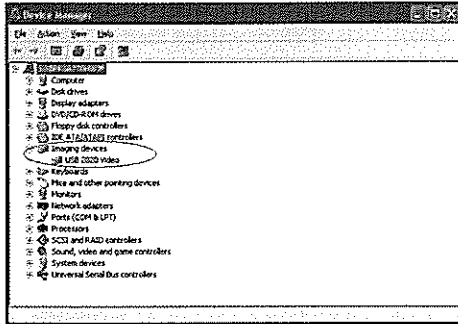 Device Manager
File Action View Help
Computer
Disk drives
Display adapters
DVD/CD-ROM drives
Floppy disk controllers
IDE ATA/ATAPI controllers
Imaging devices
USB 2820 Video
Keyboards
Mice and other pointing devices
Monitors
Network adapters
Ports (COM & LPT)
Processors
SCSI and RAID controllers
Sound, video and game controllers
System devices
Universal Serial Bus controllers